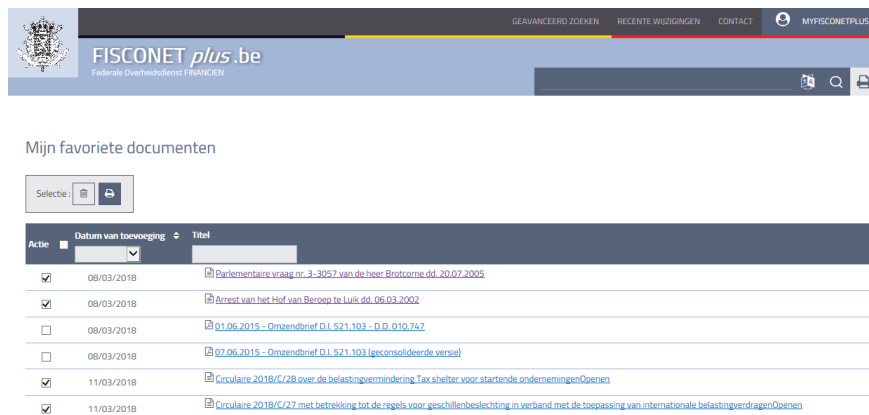 GEAVANCEERD ZOEKEN RECENTE WIJZIGINGEN CONTACT MYFISCONETPLUS
FISCONET plus.be
Federale Overheidsdienst FINANCIEN
Mijn favoriete documenten
Selectie :
Actie Datum van toevoeging Titel
08/03/2018 Parlementaire vraag nr. 3-3057 van de heer Brotcorne dd. 20.07.2005
08/03/2018 Arrest van het Hof van Beroep te Luik dd. 06.03.2002
08/03/2018 01.06.2015 - Omzendbrief D.I. 521.103 - D.D. 010.747
08/03/2018 07.06.2015 - Omzendbrief D.I. 521.103 (geconsolideerde versie)
11/03/2018 Circulaire 2018/C/28 over de belastingvermindering Tax shelter voor startende ondernemingenOpenen
11/03/2018 Circulaire 2018/C/27 met betrekking tot de regels voor geschillenbeslechting in verband met de toepassing van internationale belastingverdragenOpenen